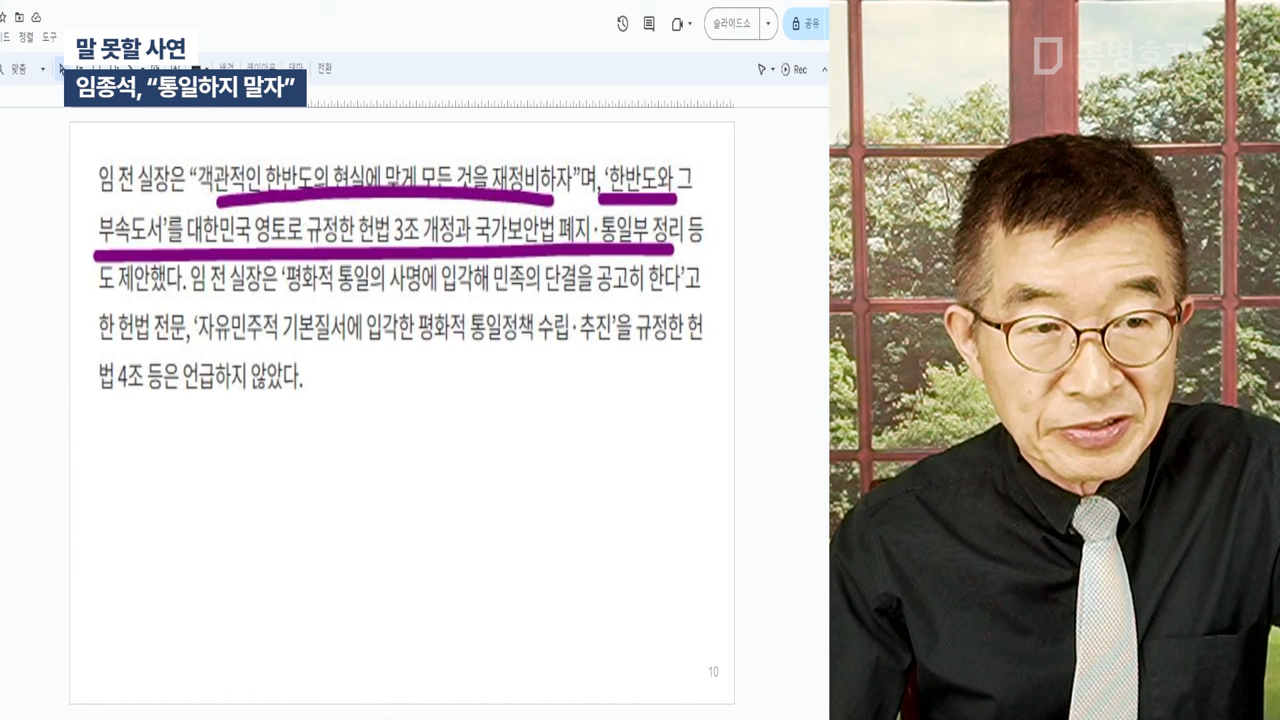 슬라이드쇼
공유
정렬 도구
말 못할 사연
맞춤
전환
Rec
임종석, “통일하지 말자”
공병호TV
임 전 실장은 “객관적인 한반도의 현실에 맞게 모든 것을 재정비하자”며, ‘한반도와 그
부속도서’를 대한민국 영토로 규정한 헌법 3조 개정과 국가보안법 폐지·통일부 정리 등
도 제안했다. 임 전 실장은 ‘평화적 통일의 사명에 입각해 민족의 단결을 공고히 한다’고
한 헌법 전문, ‘자유민주적 기본질서에 입각한 평화적 통일정책 수립·추진’을 규정한 헌
법 4조 등은 언급하지 않았다.
10